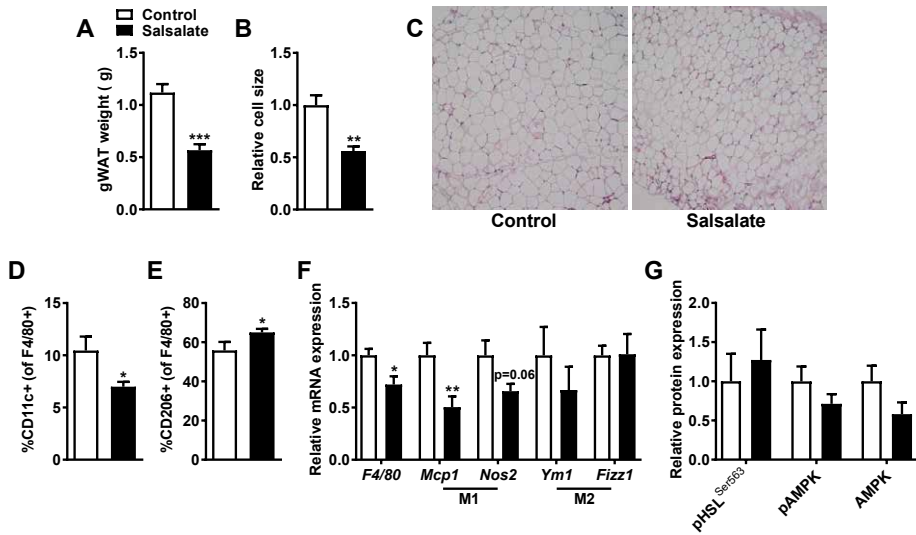 Control
Salsalate
A
gWAT weight ( g)
1.5
1.0
0.5
0.0
***
B
Relative cell size
1.5
1.0
0.5
0.0
**
C
Control
Salsalate
D
%CD11c+ (of F4/80+)
15
10
5
0
*
E
%CD206+ (of F4/80+)
80
60
40
20
0
*
F
Relative mRNA expression
1.5
1.0
0.5
0.0
*
**
p=0.06
F4/80
Mcp1
Nos2
Ym1
Fizz1
M1
M2
G
Relative protein expression
2.0
1.5
1.0
0.5
0.0
pHSL Ser563
pAMPK
AMPK